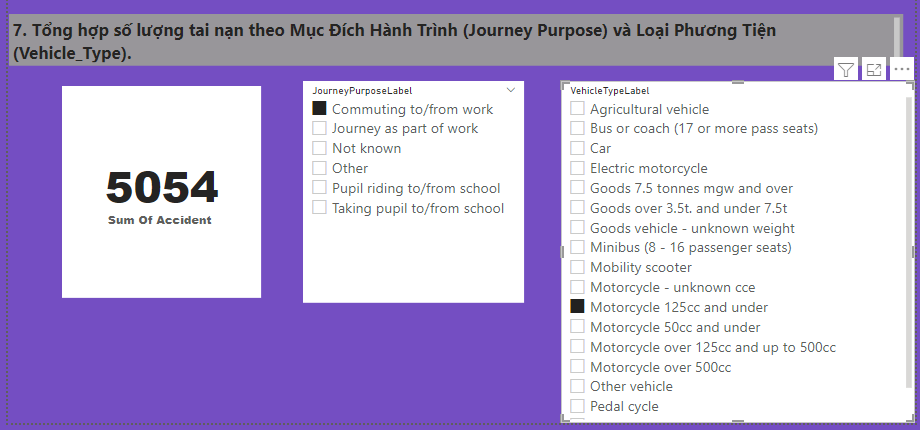 7. Tổng hợp số lượng tai nạn theo Mục Đích Hành Trình (Journey Purpose) và Loại Phương Tiện
(Vehicle_Type).
5054
Sum Of Accident
JourneyPurposeLabel
Commuting to/from work
Journey as part of work
Not known
Other
Pupil riding to/from school
Taking pupil to/from school
VehicleTypeLabel
Agricultural vehicle
Bus or coach (17 or more pass seats)
Car
Electric motorcycle
Goods 7.5 tonnes mgw and over
Goods over 3.5t. and under 7.5t
Goods vehicle - unknown weight
Minibus (8 - 16 passenger seats)
Mobility scooter
Motorcycle - unknown cce
Motorcycle 125cc and under
Motorcycle 50cc and under
Motorcycle over 125cc and up to 500cc
Motorcycle over 500cc
Other vehicle
Pedal cycle